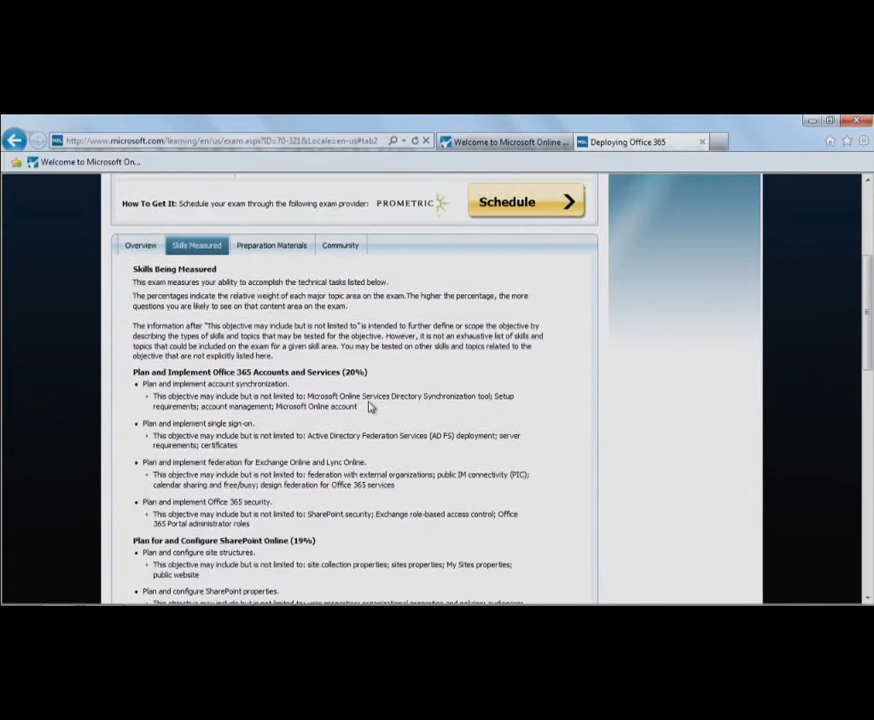 http://www.microsoft.com/learning/en/us/exam.aspx?ID=70-321&Locale=en-us#tab2
Welcome to Microsoft Online ...
Deploying Office 365
Welcome to Microsoft On...
How To Get It: Schedule your exam through the following exam provider: PROMETRIC
Schedule
Overview
Skills Measured
Preparation Materials
Community
Skills Being Measured
This exam measures your ability to accomplish the technical tasks listed below.
The percentages indicate the relative weight of each major topic area on the exam.The higher the percentage, the more
questions you are likely to see on that content area on the exam.
The information after "This objective may include but is not limited to" is intended to further define or scope the objective by
describing the types of skills and topics that may be tested for the objective. However, it is not an exhaustive list of skills and
topics that could be included on the exam for a given skill area. You may be tested on other skills and topics related to the
objective that are not explicitly listed here.
Plan and Implement Office 365 Accounts and Services (20%)
• Plan and implement account synchronization.
• This objective may include but is not limited to: Microsoft Online Services Directory Synchronization tool; Setup
requirements; account management; Microsoft Online account
• Plan and implement single sign-on.
• This objective may include but is not limited to: Active Directory Federation Services (AD FS) deployment; server
requirements; certificates
• Plan and implement federation for Exchange Online and Lync Online.
• This objective may include but is not limited to: federation with external organizations; public IM connectivity (PIC);
calendar sharing and free/busy; design federation for Office 365 services
• Plan and implement Office 365 security.
• This objective may include but is not limited to: SharePoint security; Exchange role-based access control; Office
365 Portal administrator roles
Plan for and Configure SharePoint Online (19%)
• Plan and configure site structures.
• This objective may include but is not limited to: site collection properties; sites properties; My Sites properties;
public website
• Plan and configure SharePoint properties.
• This objective may include but is not limited to: user properties; organizational properties and policies; audiences;